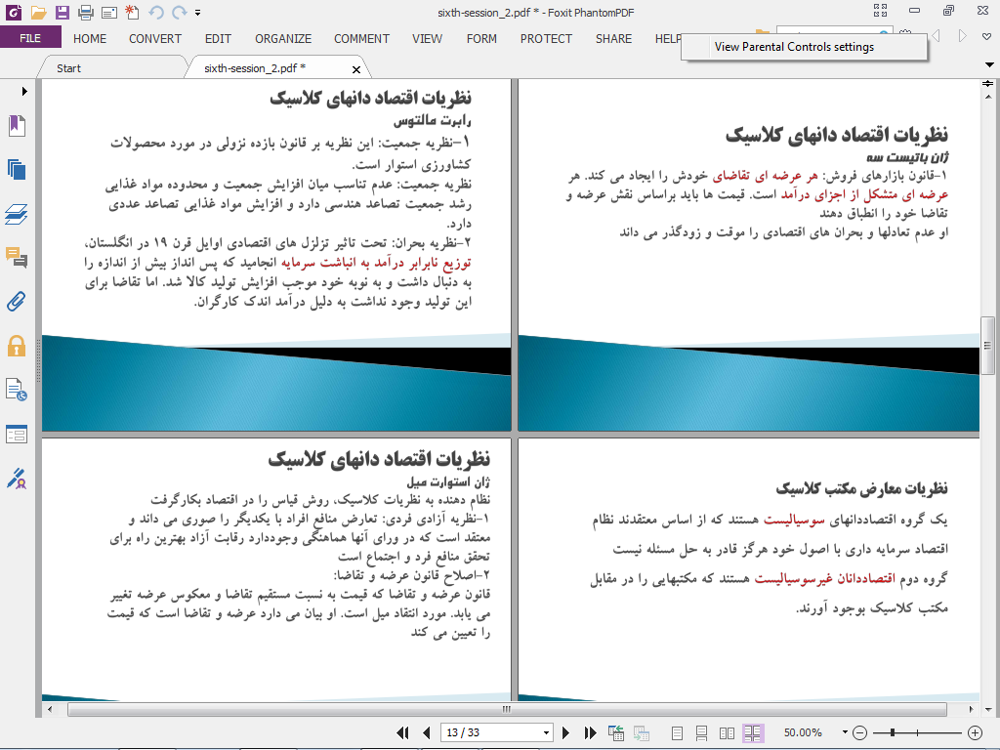 sixth-session_2.pdf * - Foxit PhantomPDF
FILE
HOME
CONVERT
EDIT
ORGANIZE
COMMENT
VIEW
FORM
PROTECT
SHARE
HELP
View Parental Controls settings
Start
sixth-session_2.pdf *
نظریات اقتصاد دانهای کلاسیک
رابرت مالتوس
۱-نظریه جمعیت: این نظریه بر قانون بازده نزولی در مورد محصولات
کشاورزی استوار است.
نظریه جمعیت: عدم تناسب میان افزایش جمعیت و محدوده مواد غذایی
رشد جمعیت تصاعد هندسی دارد و افزایش مواد غذایی تصاعد عددی
دارد.
۲-نظریه بحران: تحت تاثیر تزلزل های اقتصادی اوایل قرن ۱۹ در انگلستان،
توزیع نابرابر درآمد به انباشت سرمایه انجامید که پس انداز بیش از اندازه را
به دنبال داشت و به نوبه خود موجب افزایش تولید کالا شد. اما تقاضا برای
این تولید وجود نداشت به دلیل درآمد اندک کارگران.
نظریات اقتصاد دانهای کلاسیک
ژان باتیست سه
۱-قانون بازارهای فروش: هر عرضه ای تقاضای خودش را ایجاد می کند. هر
عرضه ای متشکل از اجزای درآمد است. قیمت ها باید براساس نقش عرضه و
تقاضا خود را انطباق دهند
او عدم تعادلها و بحران های اقتصادی را موقت و زودگذر می داند
نظریات اقتصاد دانهای کلاسیک
ژان استوارت میل
نظام دهنده به نظریات کلاسیک، روش قیاس را در اقتصاد بکارگرفت
۱-نظریه آزادی فردی: تعارض منافع افراد با یکدیگر را صوری می داند و
معتقد است که در ورای آنها هماهنگی وجوددارد رقابت آزاد بهترین راه برای
تحقق منافع فرد و اجتماع است
۲-اصلاح قانون عرضه و تقاضا:
قانون عرضه و تقاضا که قیمت به نسبت مستقیم تقاضا و معکوس عرضه تغییر
می یابد. مورد انتقاد میل است. او بیان می دارد عرضه و تقاضا است که قیمت
را تعیین می کند
نظریات معارض مکتب کلاسیک
یک گروه اقتصاددانهای سوسیالیست هستند که از اساس معتقدند نظام
اقتصاد سرمایه داری با اصول خود هرگز قادر به حل مسئله نیست
گروه دوم اقتصاددانان غیرسوسیالیست هستند که مکتبهایی را در مقابل
مکتب کلاسیک بوجود آورند.
13 / 33
50.00%